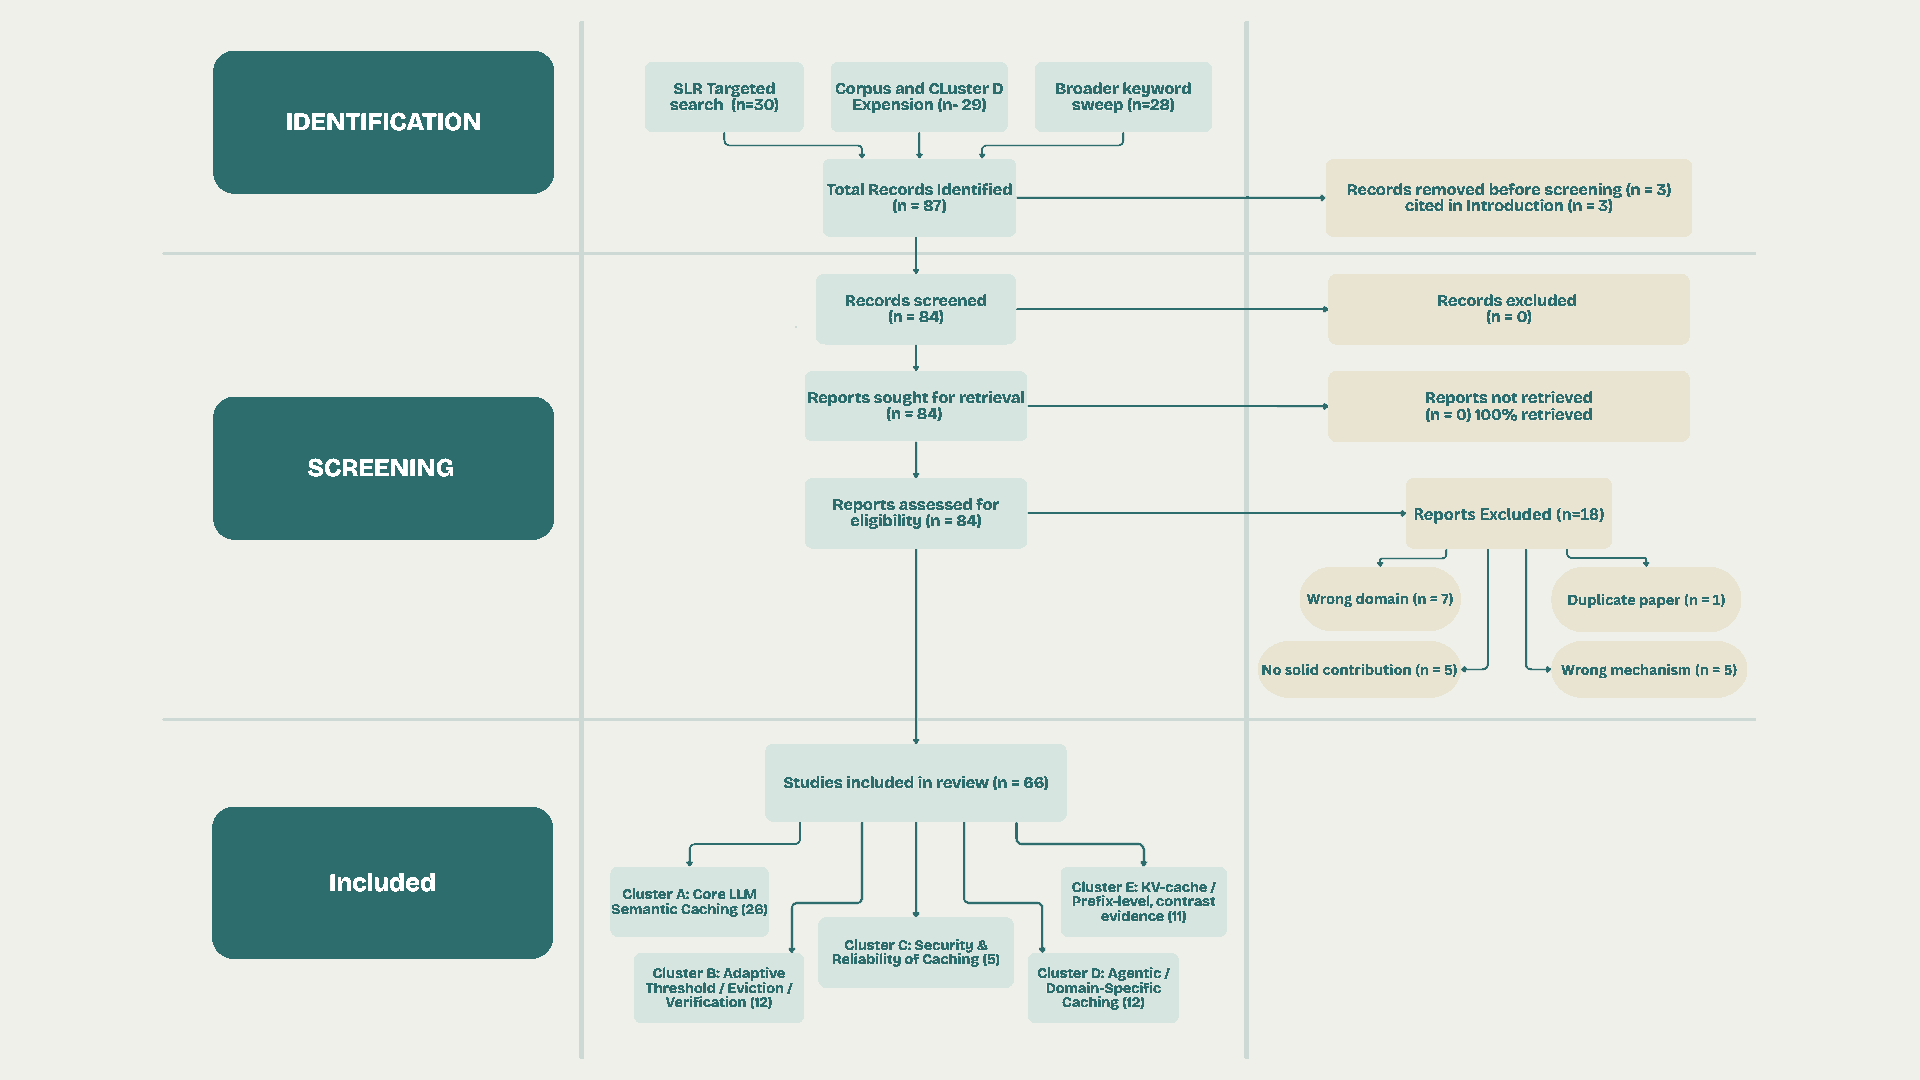 IDENTIFICATION
SLR Targeted
search (n=30)
Corpus and CLuster D
Expension (n- 29)
Broader keyword
sweep (n=28)
Total Records Identified
(n = 87)
Records removed before screening (n = 3)
cited in Introduction (n = 3)
SCREENING
Records screened
(n = 84)
Records excluded
(n = 0)
Reports sought for retrieval
(n = 84)
Reports not retrieved
(n = 0) 100% retrieved
Reports assessed for
eligibility (n = 84)
Reports Excluded (n=18)
Wrong domain (n = 7)
Duplicate paper (n = 1)
No solid contribution (n = 5)
Wrong mechanism (n = 5)
Included
Studies included in review (n = 66)
Cluster A: Core LLM
Semantic Caching (26)
Cluster B: Adaptive
Threshold / Eviction /
Verification (12)
Cluster C: Security &
Reliability of Caching (5)
Cluster D: Agentic /
Domain-Specific
Caching (12)
Cluster E: KV-cache /
Prefix-level, contrast
evidence (11)